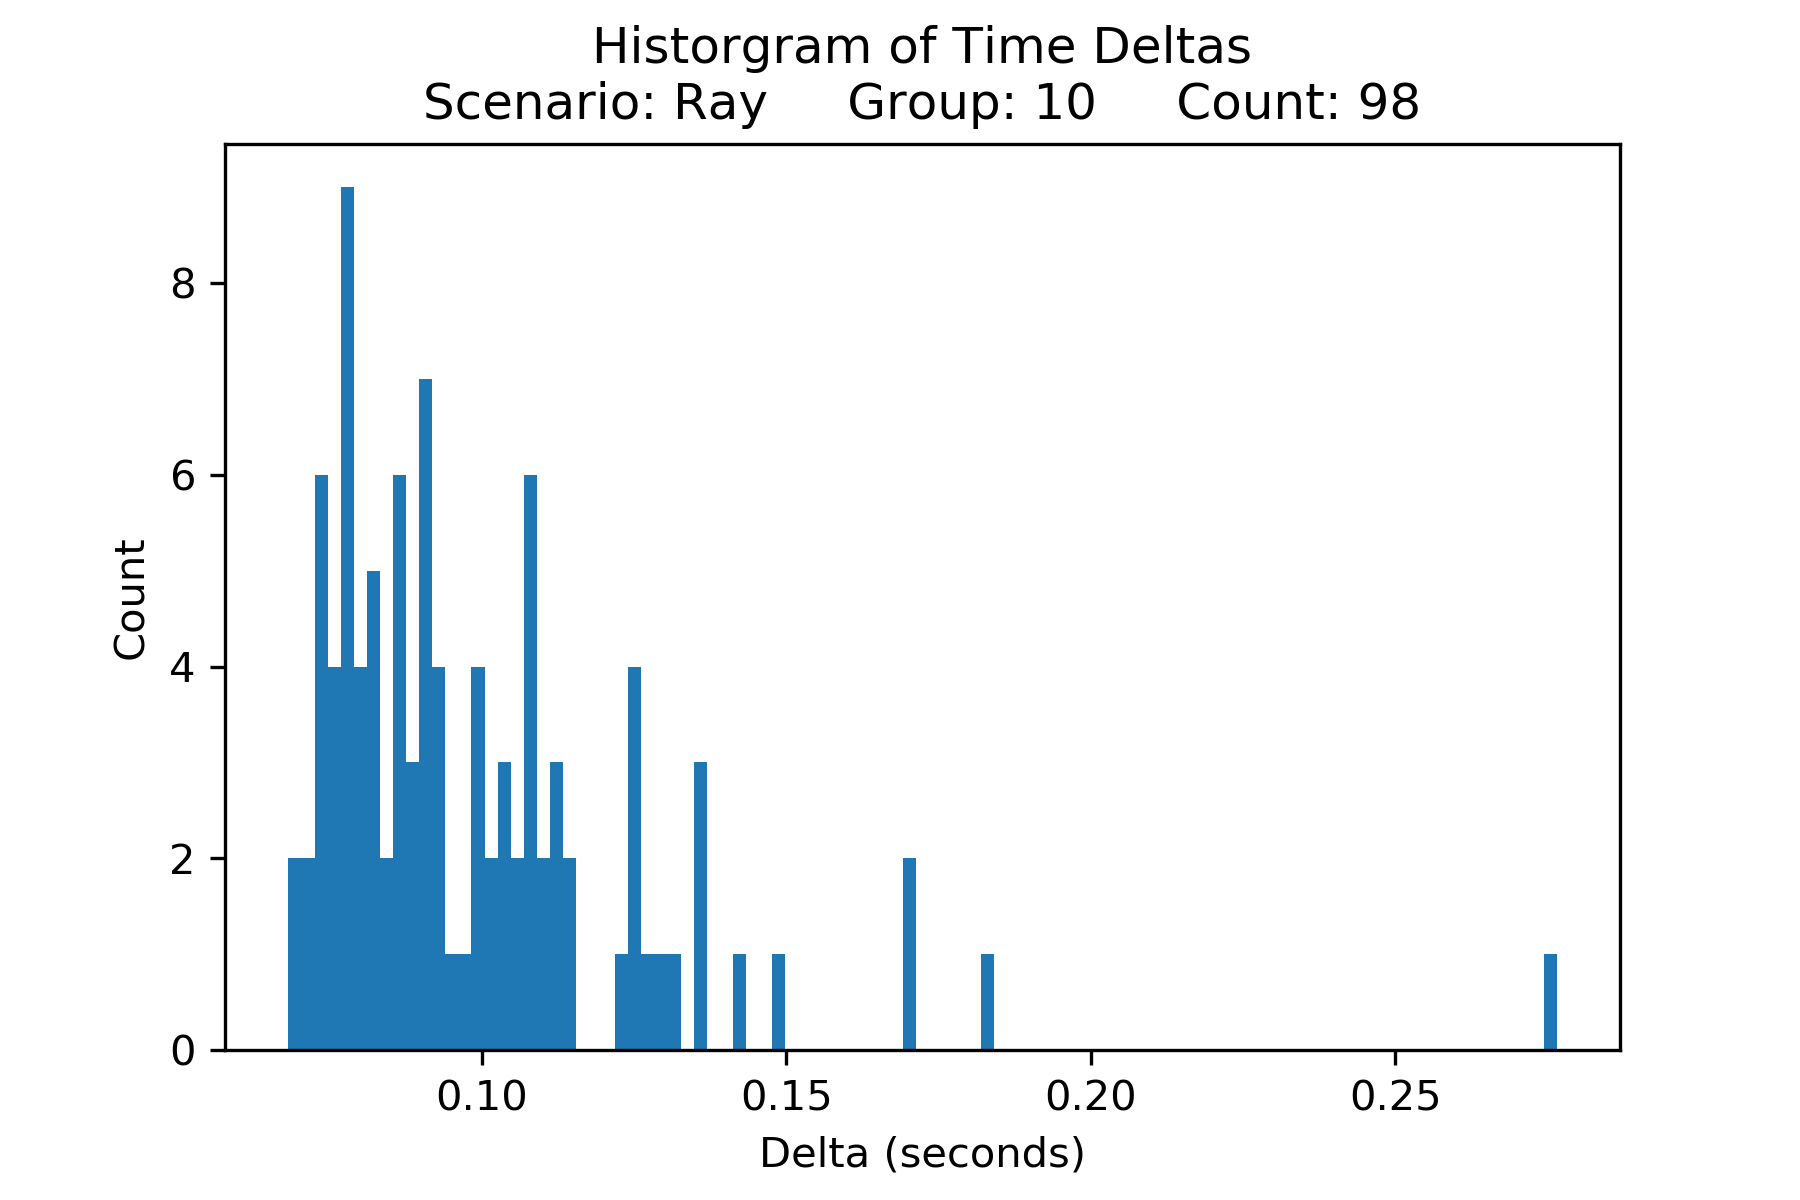 Historgram of Time Deltas
Scenario: Ray Group: 10 Count: 98
8
6
4
2
0
Count
0.10 0.15 0.20 0.25
Delta (seconds)